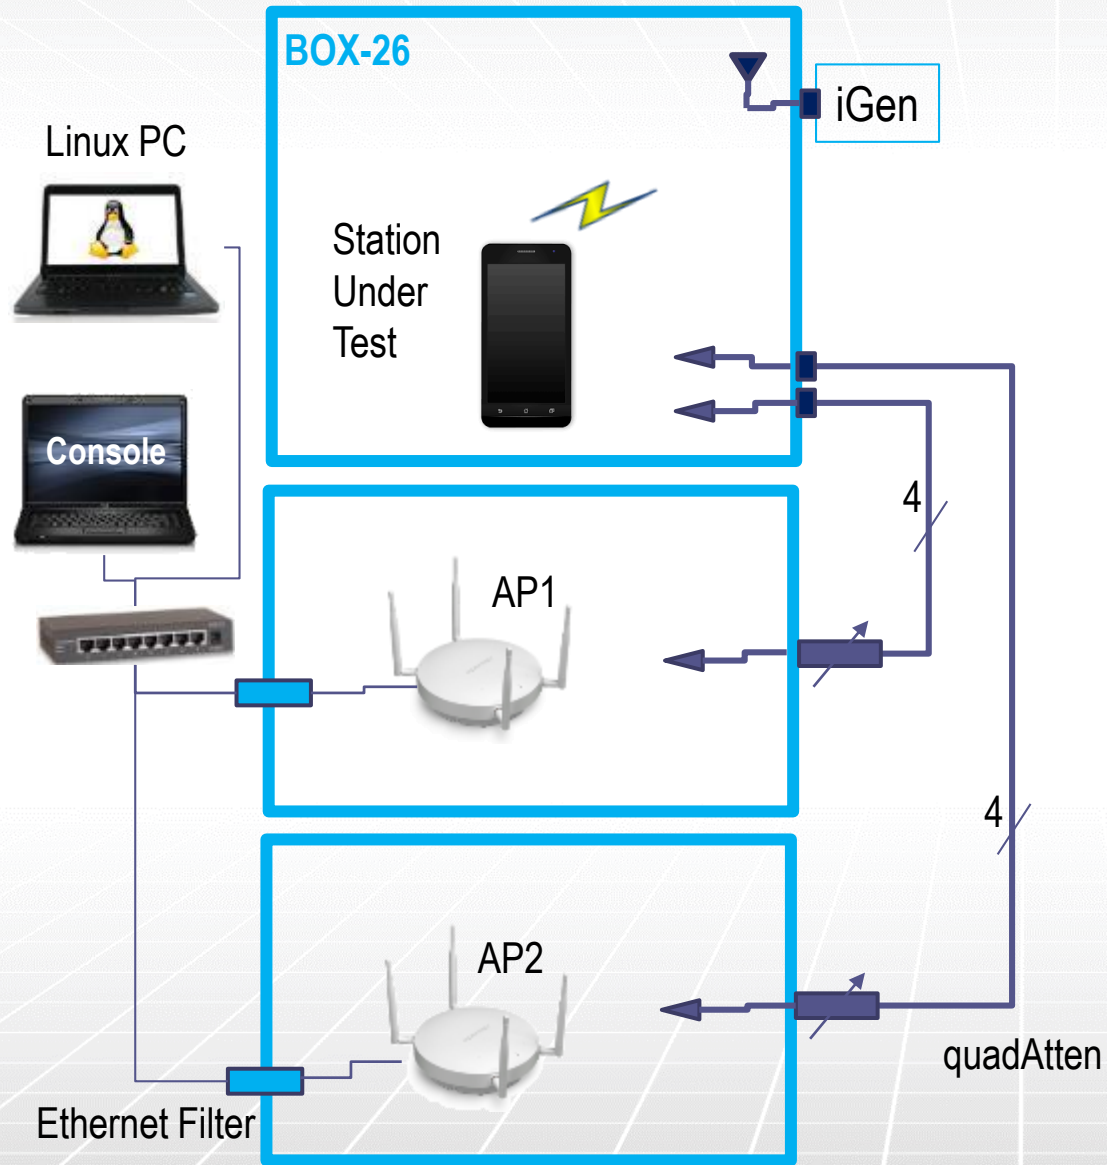 BOX-26
iGen
Linux PC
Station
Under
Test
Console
4
AP1
4
AP2
quadAtten
Ethernet Filter